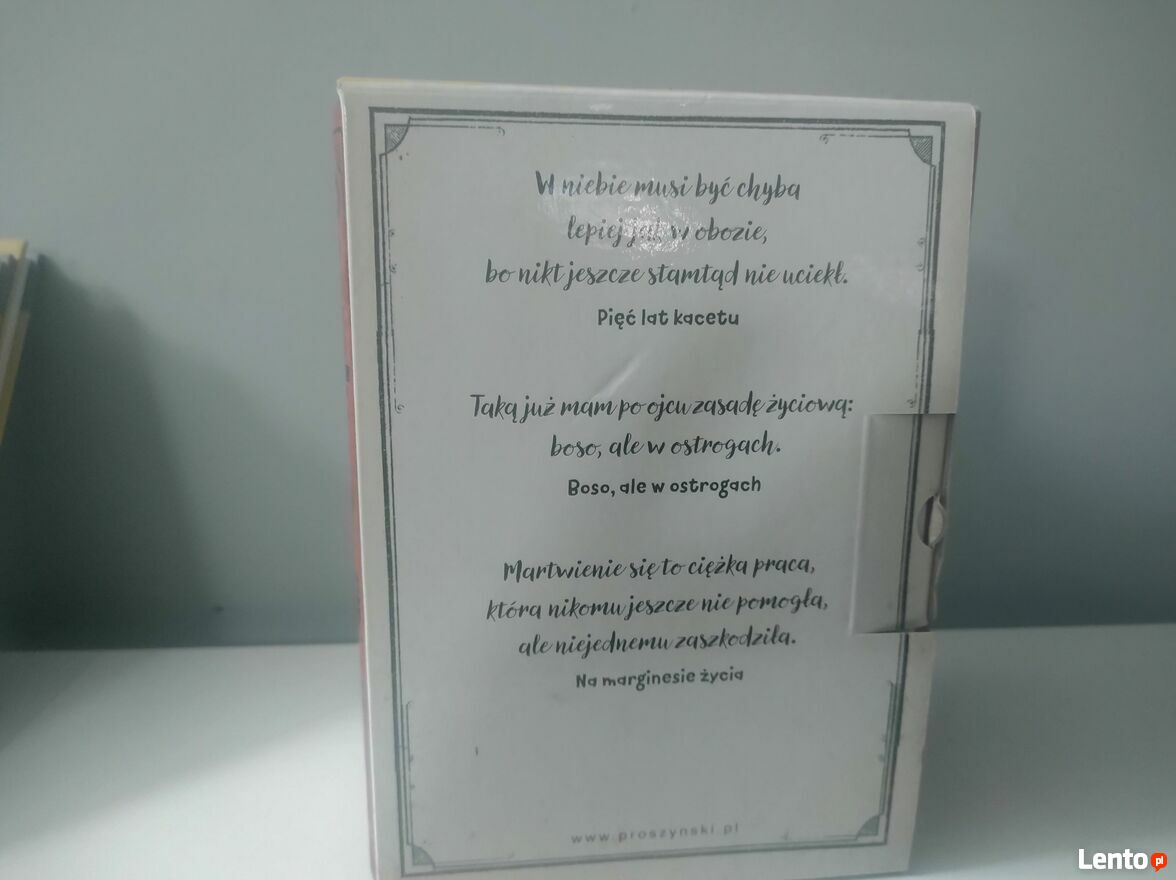 W niebie musi być chyba
lepiej jak w obozie,
bo nikt jeszcze stamtąd nie uciekł.
Pięć lat kacetu
Taką już mam po ojcu zasadę życiową:
boso, ale w ostrogach.
Boso, ale w ostrogach
Martwienie się to ciężka praca,
która nikomu jeszcze nie pomogła,
ale niejednemu zaszkodziła.
Na marginesie życia
www.proszynski.pl
Lento.pl